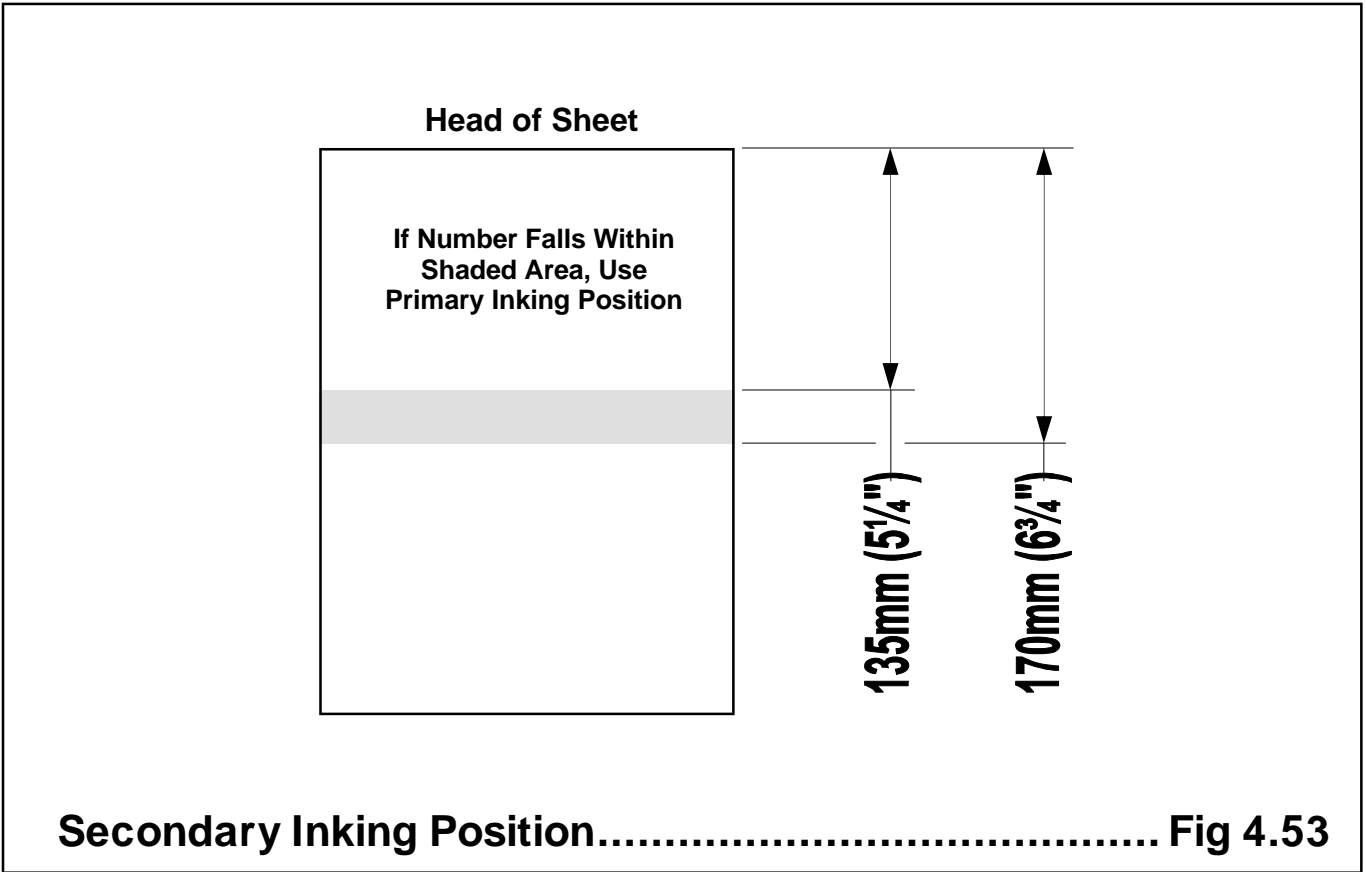 Head of Sheet
If Number Falls Within
Shaded Area, Use
Primary Inking Position
135mm (5¼")
170mm (6¾")
Secondary Inking Position......................................... Fig 4.53